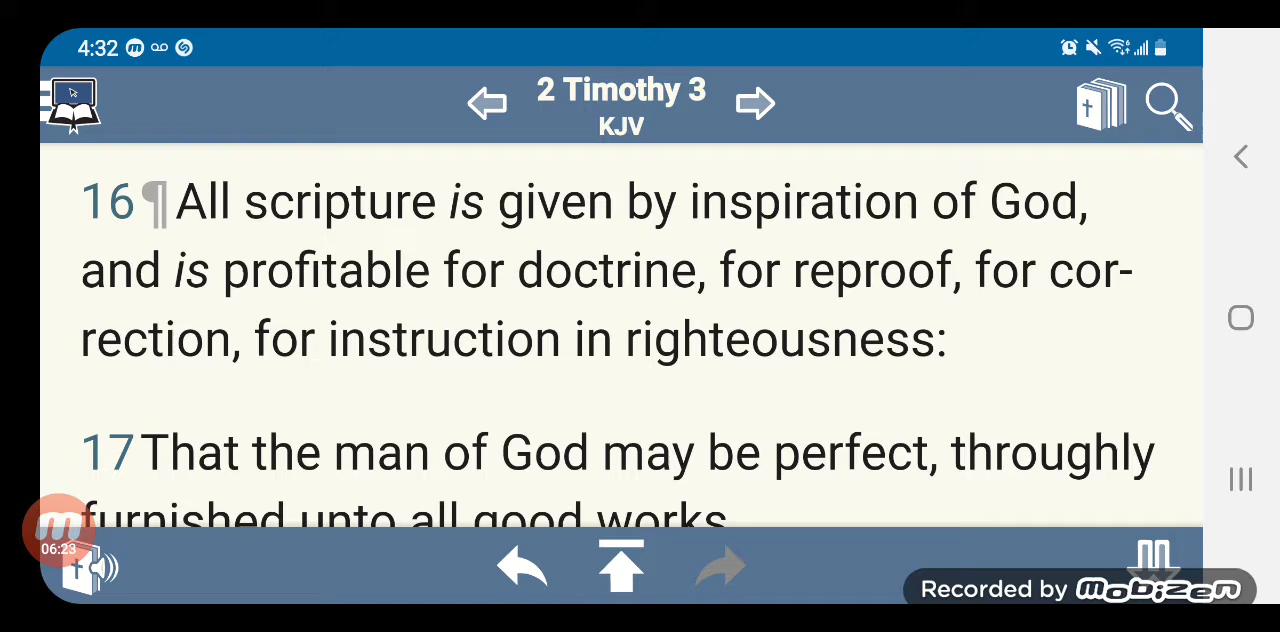 4:32
2 Timothy 3
KJV
16 ¶ All scripture is given by inspiration of God,
and is profitable for doctrine, for reproof, for cor-
rection, for instruction in righteousness:
17 That the man of God may be perfect, throughly
furnished unto all good works.
06:23
Recorded by MOBIZEN